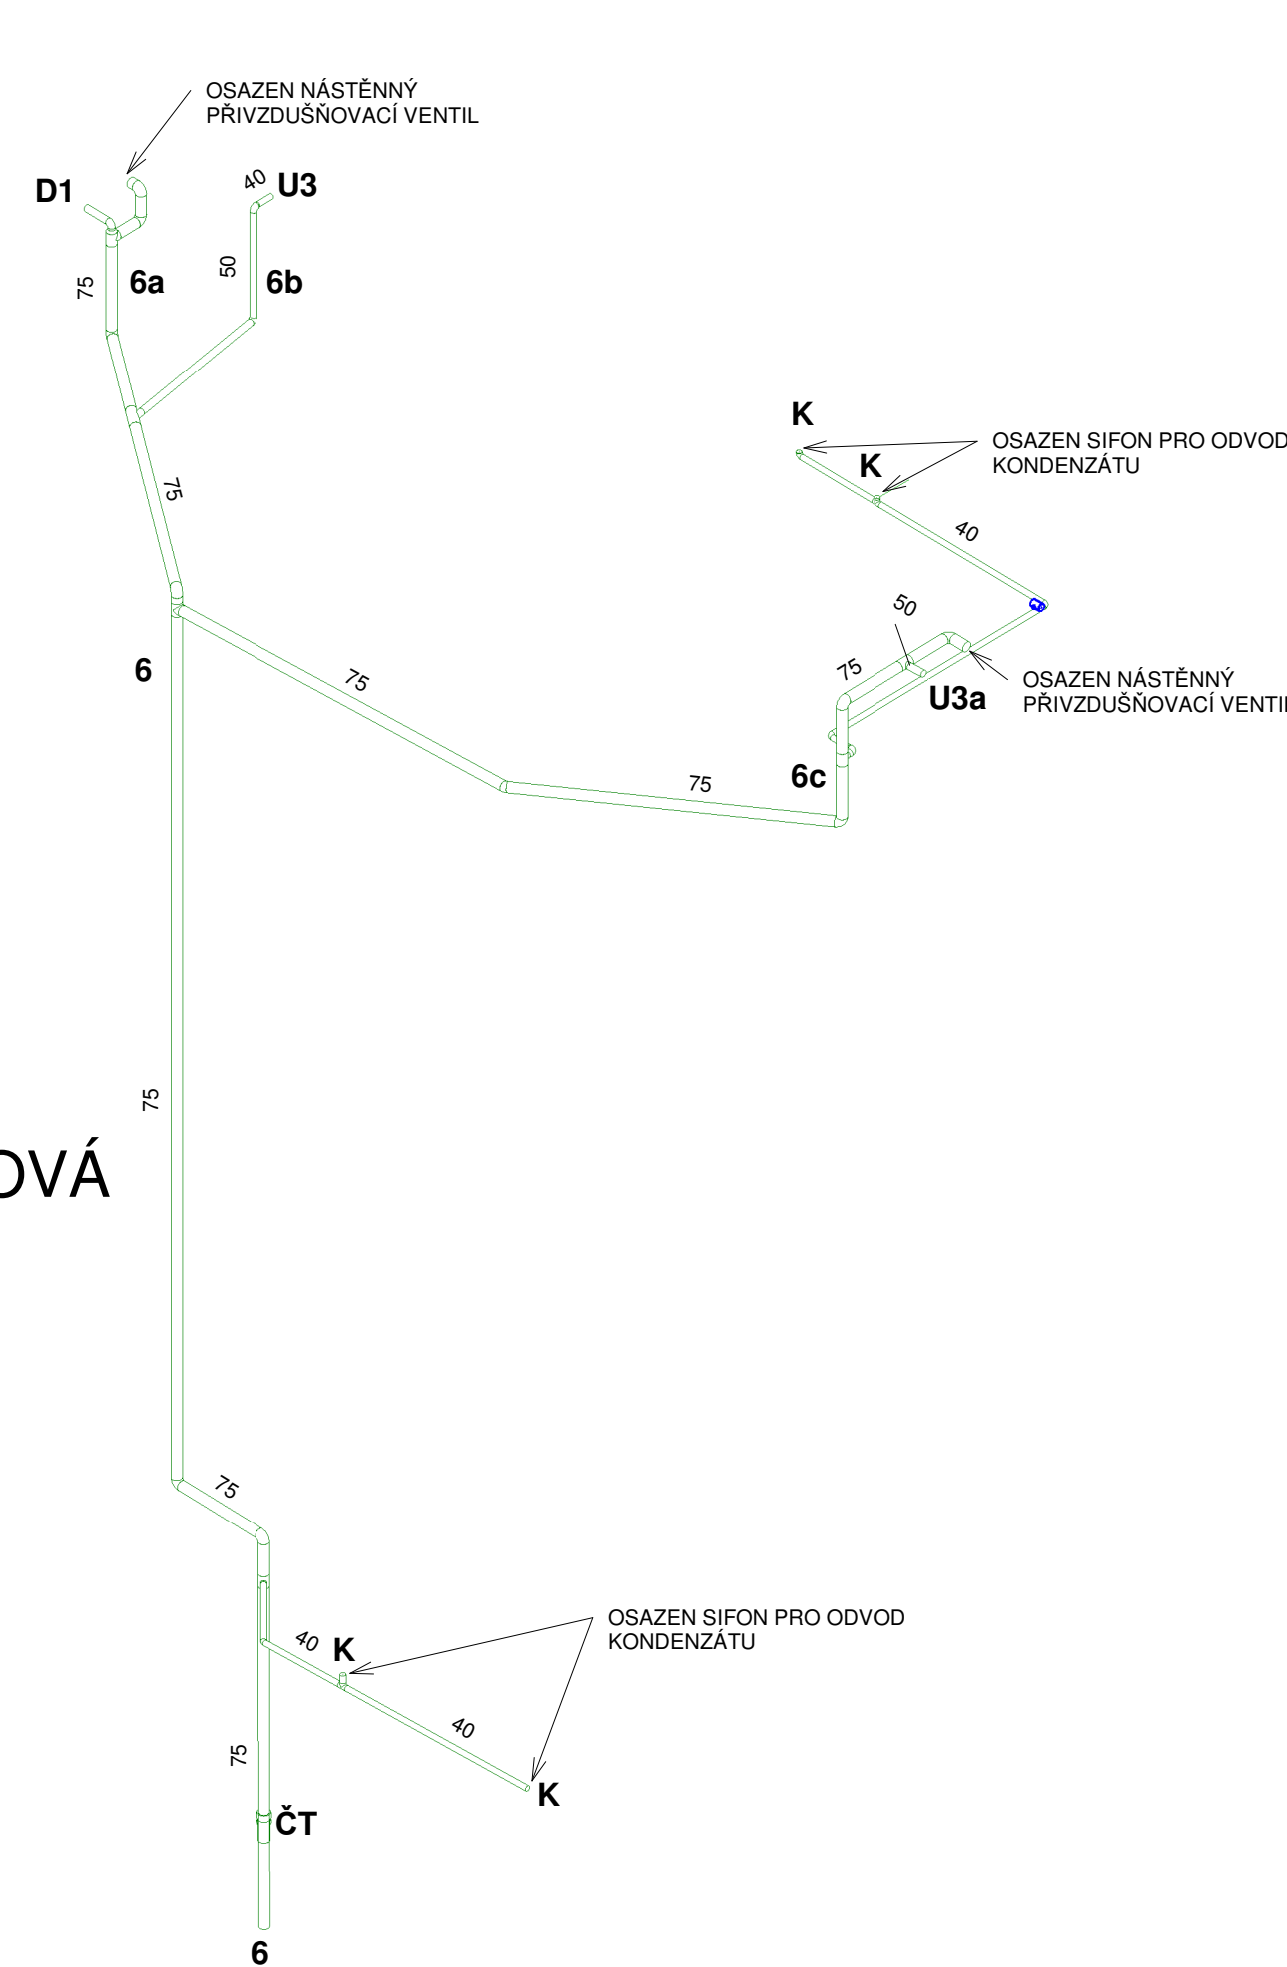 OSAZEN NÁSTĚNNÝ
PŘIVZDUŠŇOVACÍ VENTIL
D1
40
U3
75
6a
50
6b
75
K
K
OSAZEN SIFON PRO ODVOD
KONDENZÁTU
40
50
75
U3a
OSAZEN NÁSTĚNNÝ
PŘIVZDUŠŇOVACÍ VENTIL
6
75
75
6c
75
OVÁ
75
40
K
OSAZEN SIFON PRO ODVOD
KONDENZÁTU
40
75
K
ČT
6